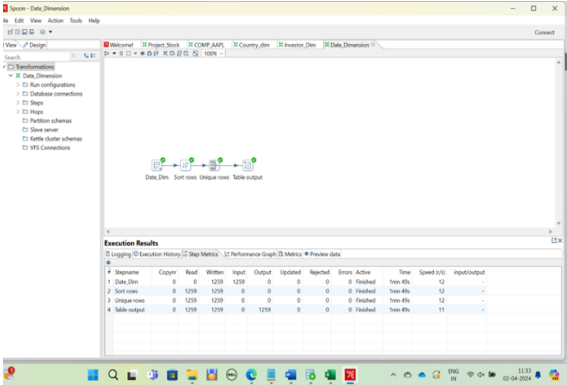 Spoon - Date_Dimension
File Edit View Action Tools Help
Connect
View Design
Welcome! Project_Stock COMP_AAPL Country_dim Investor_Dim Date_Dimension
Search
100%
Transformations
Date_Dimension
Run configurations
Database connections
Steps
Hops
Partition schemas
Slave server
Kettle cluster schemas
VFS Connections
Date_Dim Sort rows Unique rows Table output
Execution Results
Logging Execution History Step Metrics Performance Graph Metrics Preview data
# Stepname Copynr Read Written Input Output Updated Rejected Errors Active Time Speed (r/s) input/output
1 Date_Dim 0 0 1259 1259 0 0 0 0 Finished 1mn 49s 12 -
2 Sort rows 0 1259 1259 0 0 0 0 0 Finished 1mn 49s 12 -
3 Unique rows 0 1259 1259 0 0 0 0 0 Finished 1mn 49s 12 -
4 Table output 0 1259 1259 0 1259 0 0 0 Finished 1mn 49s 11 -
ENG
IN
11:33
02-04-2024